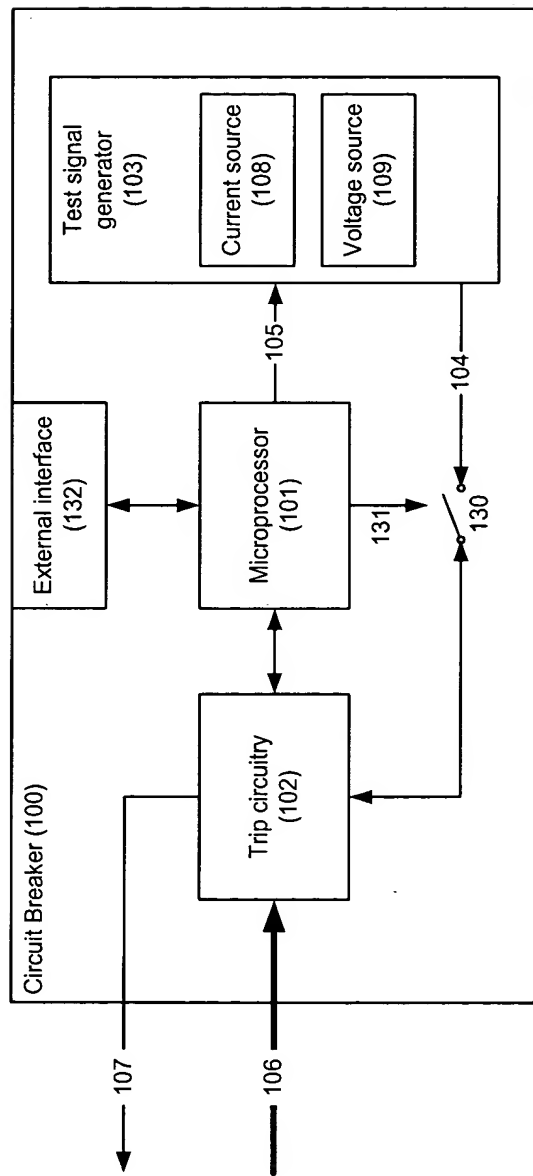 Circuit Breaker (100)
External interface
(132)
Test signal
generator
(103)
Current source
(108)
Voltage source
(109)
Microprocessor
(101)
Trip circuitry
(102)
105
104
131
130
107
106